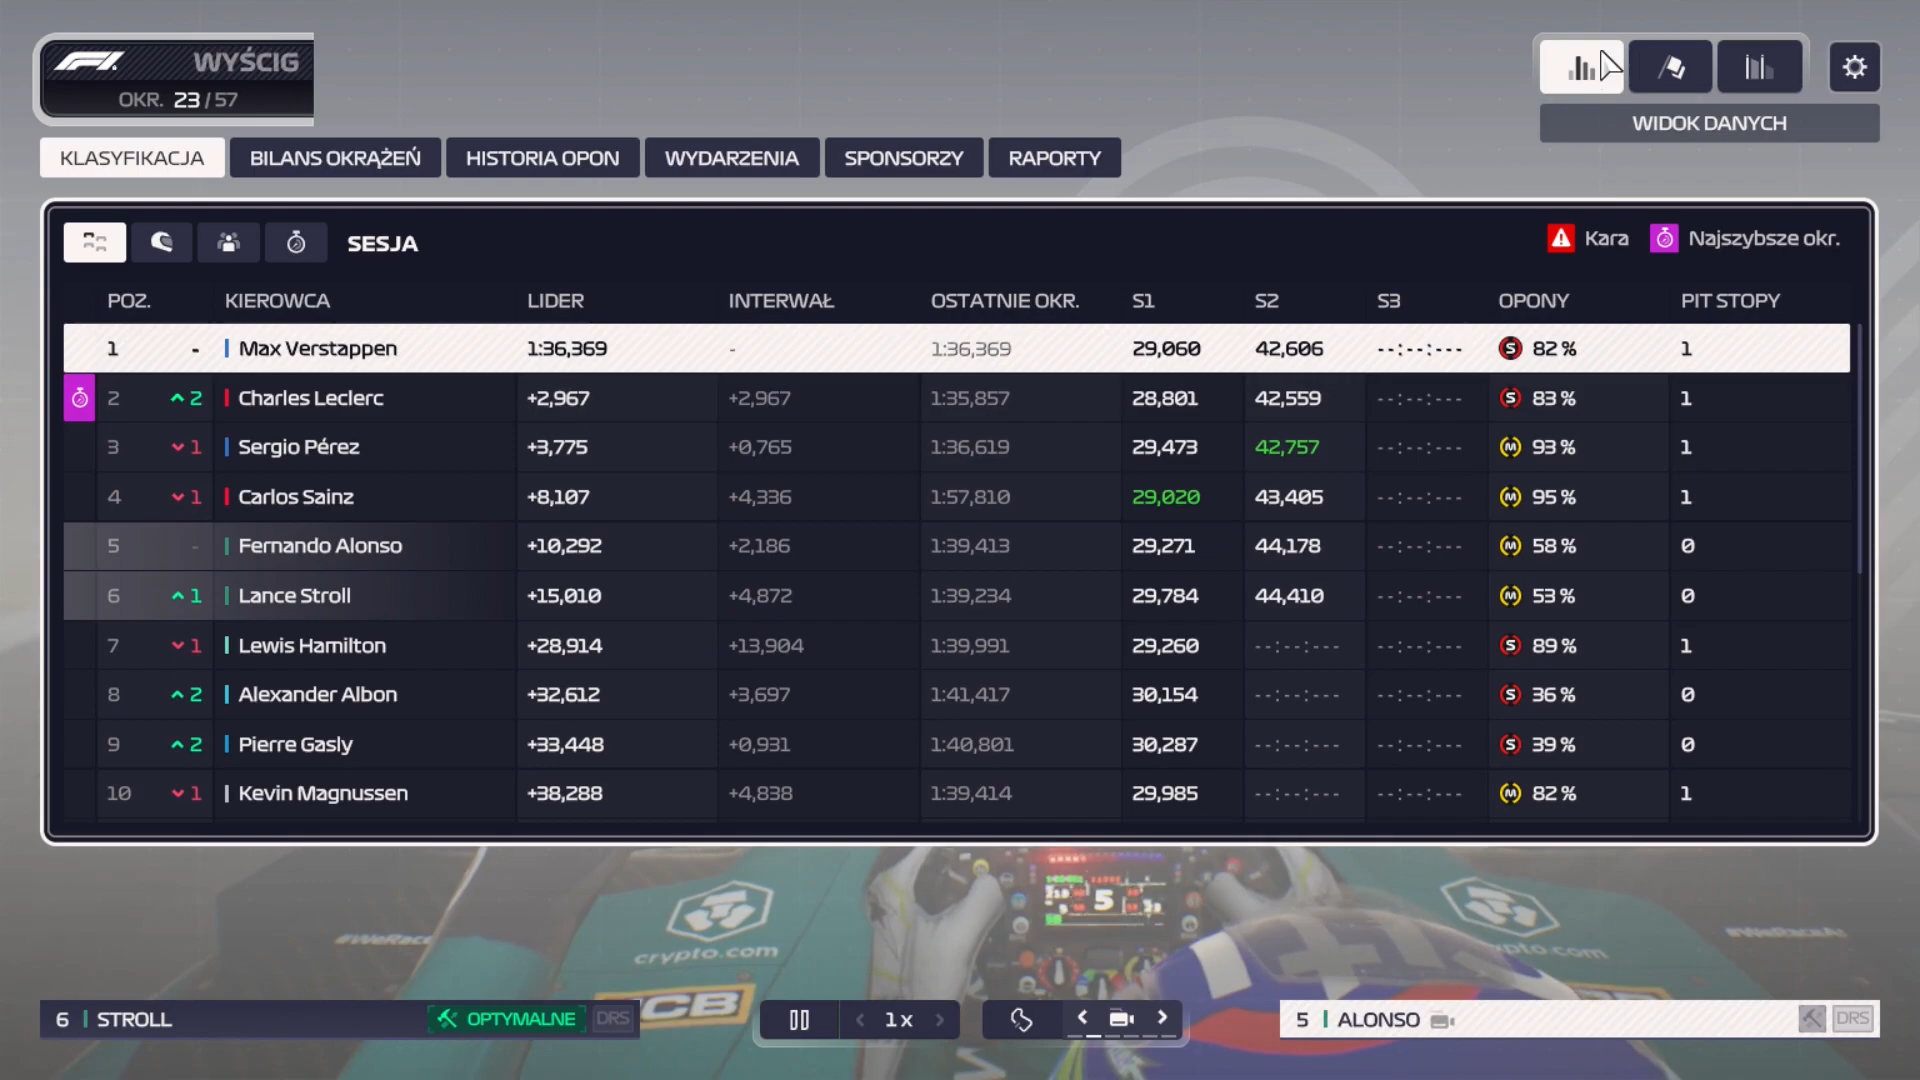 WYŚCIG
OKR. 23 / 57
WIDOK DANYCH
KLASYFIKACJA BILANS OKRĄŻEŃ HISTORIA OPON WYDARZENIA SPONSORZY RAPORTY
SESJA Kara Najszybsze okr.
POZ. KIEROWCA LIDER INTERWAŁ OSTATNIE OKR. S1 S2 S3 OPONY PIT STOPY
1 - Max Verstappen 1:36,369 - 1:36,369 29,060 42,606 --:--:--- S 82 % 1
2 2 Charles Leclerc +2,967 +2,967 1:35,857 28,801 42,559 --:--:--- S 83 % 1
3 1 Sergio Pérez +3,775 +0,765 1:36,619 29,473 42,757 --:--:--- M 93 % 1
4 1 Carlos Sainz +8,107 +4,336 1:57,810 29,020 43,405 --:--:--- M 95 % 1
5 - Fernando Alonso +10,292 +2,186 1:39,413 29,271 44,178 --:--:--- M 58 % 0
6 1 Lance Stroll +15,010 +4,872 1:39,234 29,784 44,410 --:--:--- M 53 % 0
7 1 Lewis Hamilton +28,914 +13,904 1:39,991 29,260 --:--:--- --:--:--- S 89 % 1
8 2 Alexander Albon +32,612 +3,697 1:41,417 30,154 --:--:--- --:--:--- S 36 % 0
9 2 Pierre Gasly +33,448 +0,931 1:40,801 30,287 --:--:--- --:--:--- S 39 % 0
10 1 Kevin Magnussen +38,288 +4,838 1:39,414 29,985 --:--:--- --:--:--- M 82 % 1
5
#WeRace
crypto.com
crypto.com
#WeRaceAs
JCB
6 STROLL OPTYMALNE DRS
1x
5 ALONSO DRS